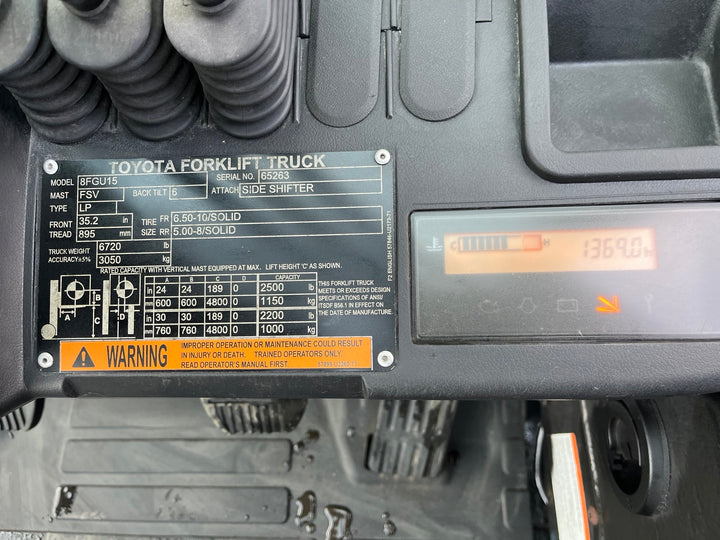 TOYOTA FORKLIFT TRUCK
MODEL 8FGU15 SERIAL NO. 65263
MAST FSV BACK TILT 6 ATTACH SIDE SHIFTER
TYPE LP
FRONT TREAD 35.2 in TIRE SIZE FR 6.50-10/SOLID
895 mm RR 5.00-8/SOLID
TRUCK WEIGHT 6720 lb
ACCURACY±5% 3050 kg
RATED CAPACITY WITH VERTICAL MAST EQUIPPED AT MAX. LIFT HEIGHT 'C' AS SHOWN.
A B C D
in 24 24 189 0 2500 lb
mm 600 600 4800 0 1150 kg
in 30 30 189 0 2200 lb
mm 760 760 4800 0 1000 kg
A B C D
THIS FORKLIFT TRUCK
MEETS OR EXCEEDS DESIGN
SPECIFICATIONS OF ANSI/
ITSDF B56.1 IN EFFECT ON
THE DATE OF MANUFACTURE.
WARNING
IMPROPER OPERATION OR MAINTENANCE COULD RESULT
IN INJURY OR DEATH. TRAINED OPERATORS ONLY.
READ OPERATOR'S MANUAL FIRST.
C H 1369.0 h